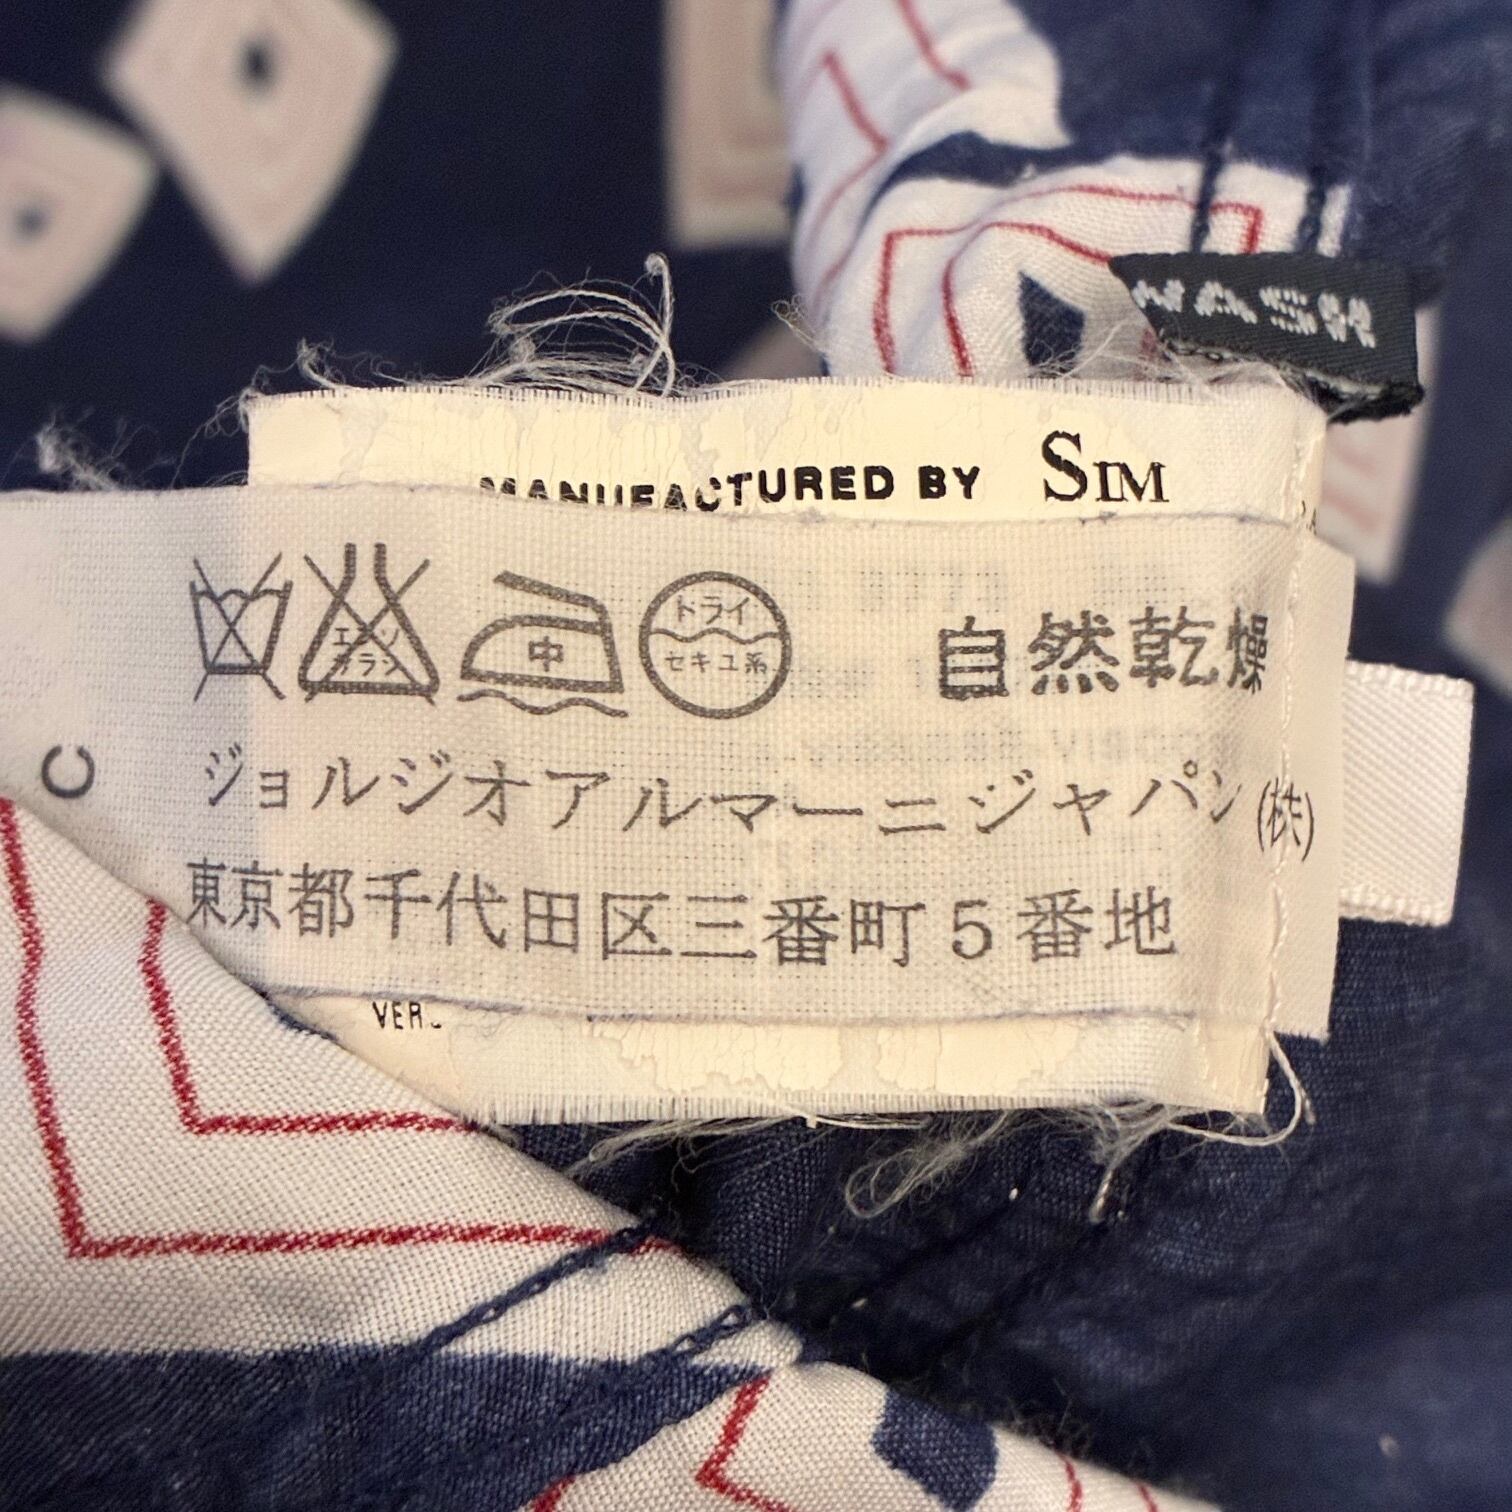 MANUFACTURED BY SIM
エンソ
サラシ
中
ドライ
セキユ系
自然乾燥
C
ジョルジオアルマーニジャパン(株)
東京都千代田区三番町5番地
VER